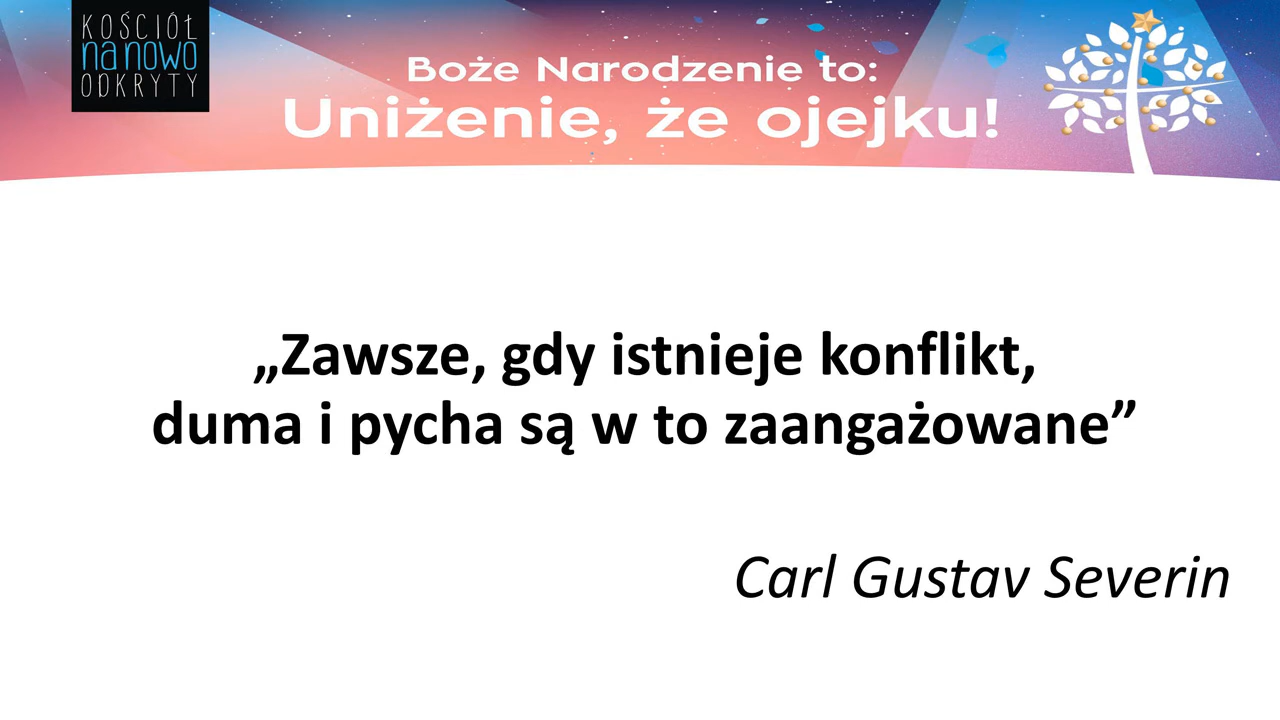 KOŚCIÓŁ
na nowo
ODKRYTY
Boże Narodzenie to:
Uniżenie, że ojejku!
„Zawsze, gdy istnieje konflikt,
duma i pycha są w to zaangażowane”
Carl Gustav Severin